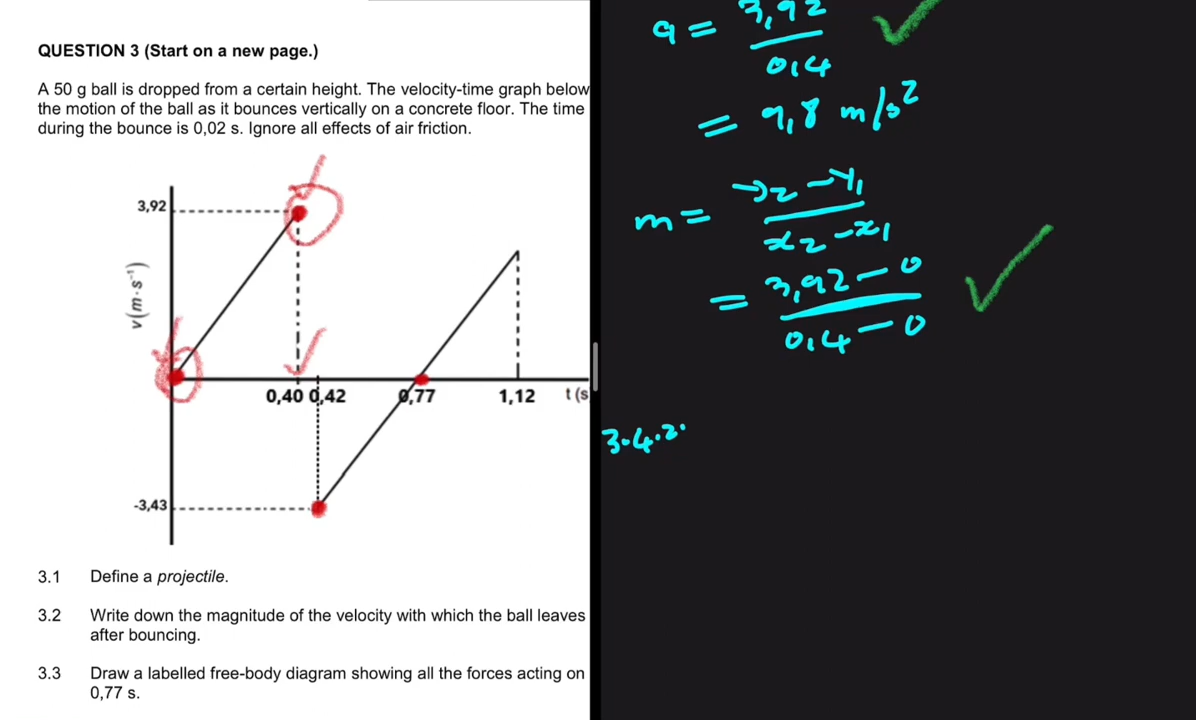 QUESTION 3 (Start on a new page.)
A 50 g ball is dropped from a certain height. The velocity-time graph below
the motion of the ball as it bounces vertically on a concrete floor. The time
during the bounce is 0,02 s. Ignore all effects of air friction.
3,92
v(m·s⁻¹)
0,40 0,42 0,77 1,12 t (s
-3,43
3.1 Define a projectile.
3.2 Write down the magnitude of the velocity with which the ball leaves
after bouncing.
3.3 Draw a labelled free-body diagram showing all the forces acting on
0,77 s.
a = 3,92
0,4
= 9,8 m/s²
m = y2 - y1
x2 - x1
= 3,92 - 0
0,4 - 0
3.4.2.